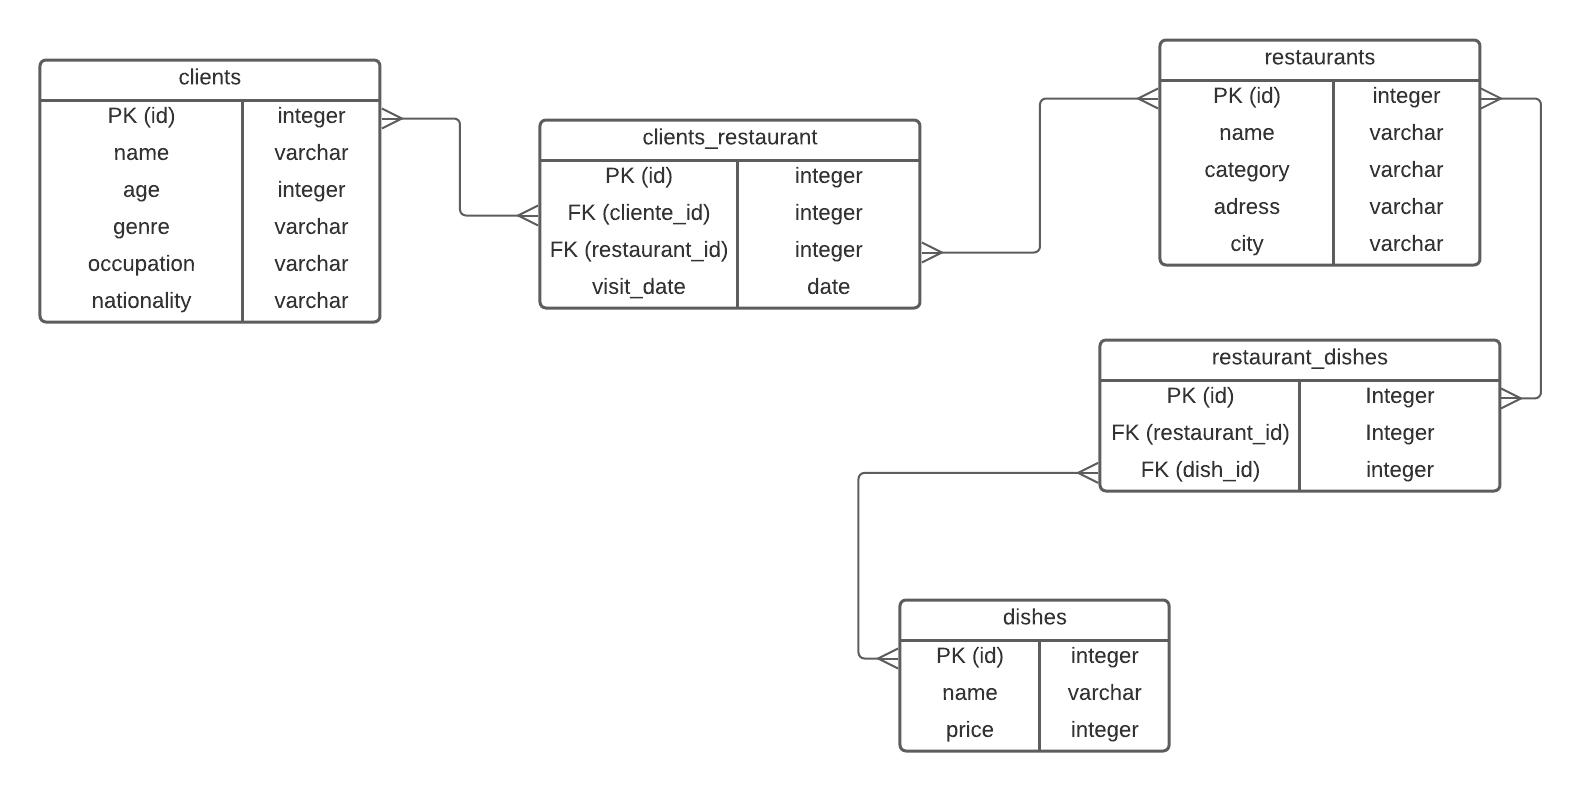 clients
PK (id) integer
name varchar
age integer
genre varchar
occupation varchar
nationality varchar
clients_restaurant
PK (id) integer
FK (cliente_id) integer
FK (restaurant_id) integer
visit_date date
restaurants
PK (id) integer
name varchar
category varchar
adress varchar
city varchar
restaurant_dishes
PK (id) Integer
FK (restaurant_id) Integer
FK (dish_id) integer
dishes
PK (id) integer
name varchar
price integer